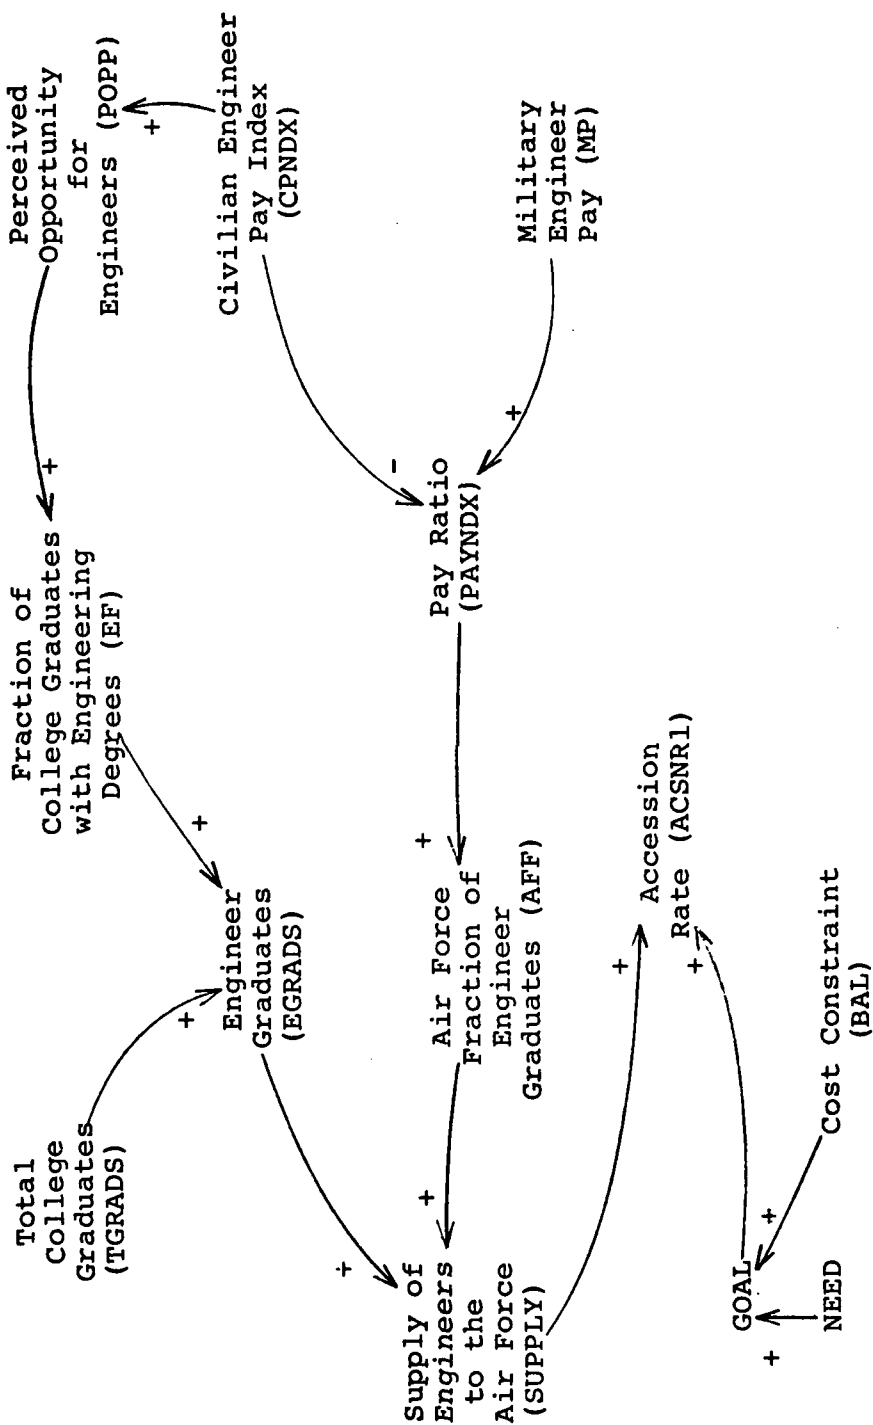 Total
College
Graduates
(TGRADS)
+
Engineer
Graduates
(EGRADS)
+
Fraction of
College Graduates
with Engineering
Degrees (EF)
+
Perceived
Opportunity
for
Engineers (POPP)
+
Civilian Engineer
Pay Index
(CPNDX)
+
Supply of
Engineers
to the
Air Force
(SUPPLY)
+
Air Force
Fraction of
Engineer
Graduates (AFF)
+
Pay Ratio
(PAYNDX)
-
+
Military
Engineer
Pay (MP)
+
Accession
Rate (ACSNR1)
+
GOAL
+
NEED
+
Cost Constraint
(BAL)